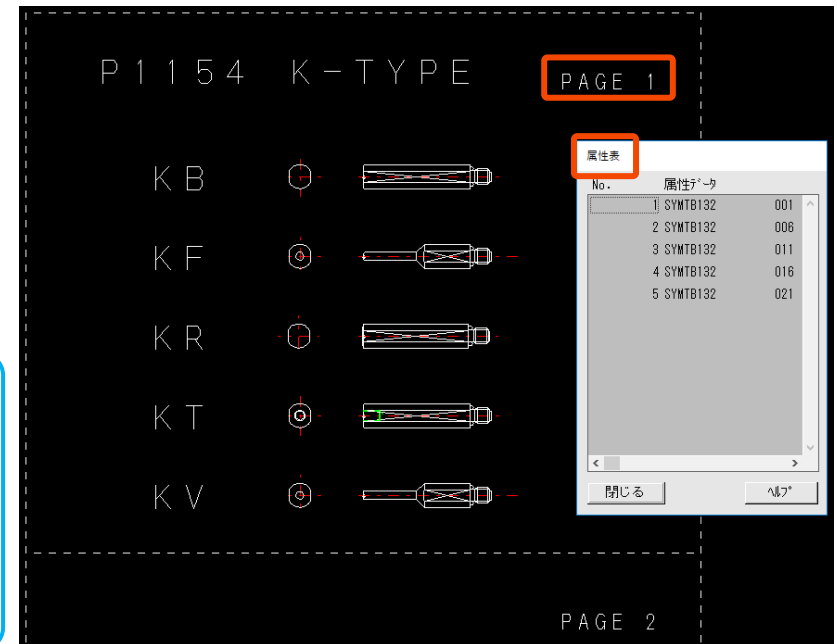 P1154 K-TYPE
PAGE 1
KB
KF
KR
KT
KV
属性表
No. 属性ﾃﾞｰﾀ
1 SYMTB132 001
2 SYMTB132 006
3 SYMTB132 011
4 SYMTB132 016
5 SYMTB132 021
閉じる
ﾍﾙﾌﾟ
PAGE 2